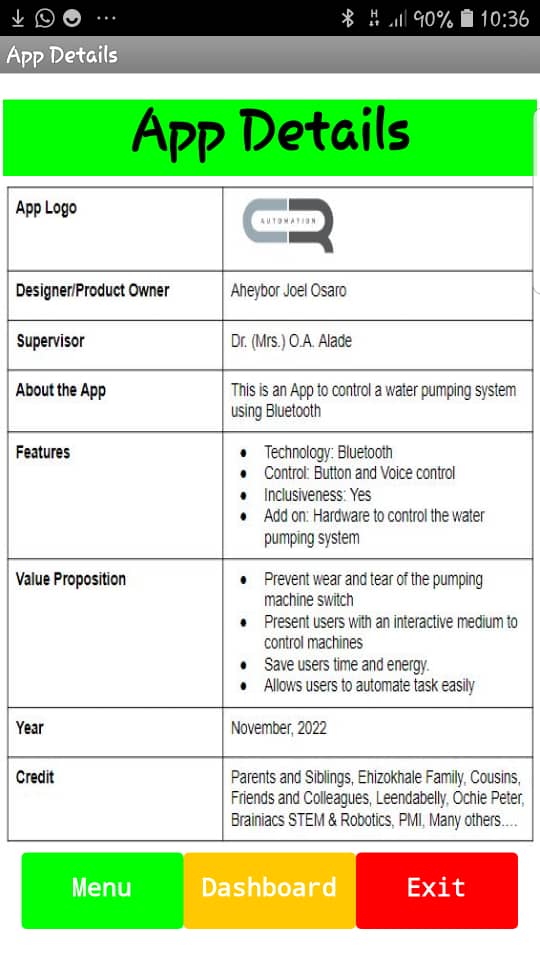 90% 10:36
App Details
App Details
App Logo
AUTOMATION
Designer/Product Owner
Aheybor Joel Osaro
Supervisor
Dr. (Mrs.) O.A. Alade
About the App
This is an App to control a water pumping system
using Bluetooth
Features
● Technology: Bluetooth
● Control: Button and Voice control
● Inclusiveness: Yes
● Add on: Hardware to control the water
pumping system
Value Proposition
● Prevent wear and tear of the pumping
machine switch
● Present users with an interactive medium to
control machines
● Save users time and energy.
● Allows users to automate task easily
Year
November, 2022
Credit
Parents and Siblings, Ehizokhale Family, Cousins,
Friends and Colleagues, Leendabelly, Ochie Peter,
Brainiacs STEM & Robotics, PMI, Many others....
Menu Dashboard Exit